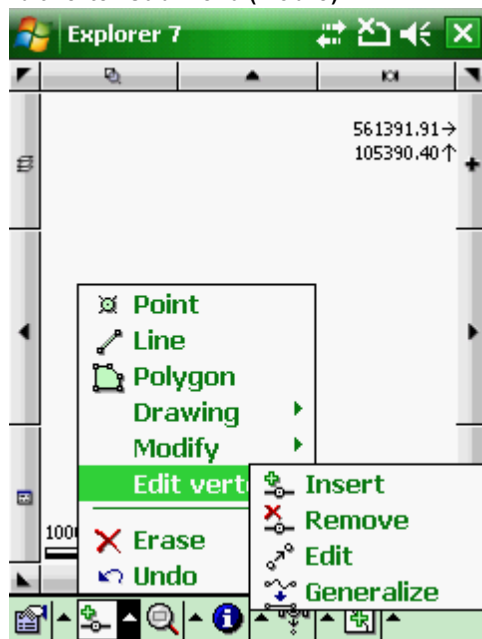 Explorer 7
561391.91→
105390.40↑
Point
Line
Polygon
Drawing
Modify
Edit vert
Insert
Remove
Edit
Generalize
1000
Erase
Undo